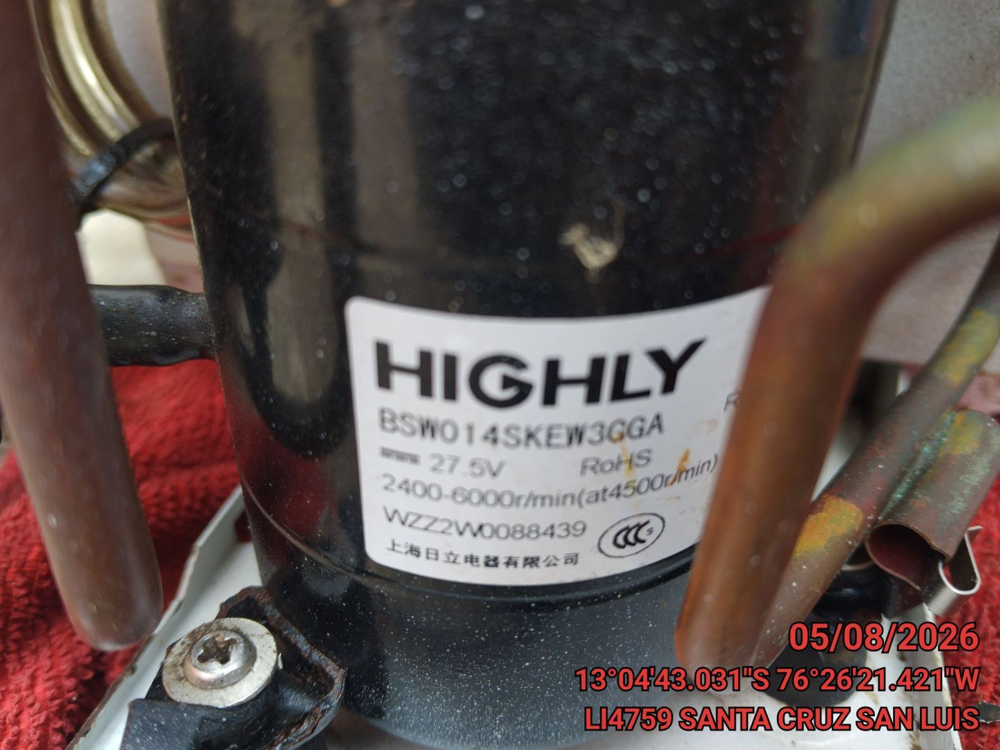 HIGHLY
BSW014SKEW3GGA
27.5V RoHS
2400-6000r/min(at4500r/min)
WZZ2W0088439
CCC S
上海日立电器有限公司
05/08/2026
13°04'43.031"S 76°26'21.421"W
LI4759 SANTA CRUZ SAN LUIS